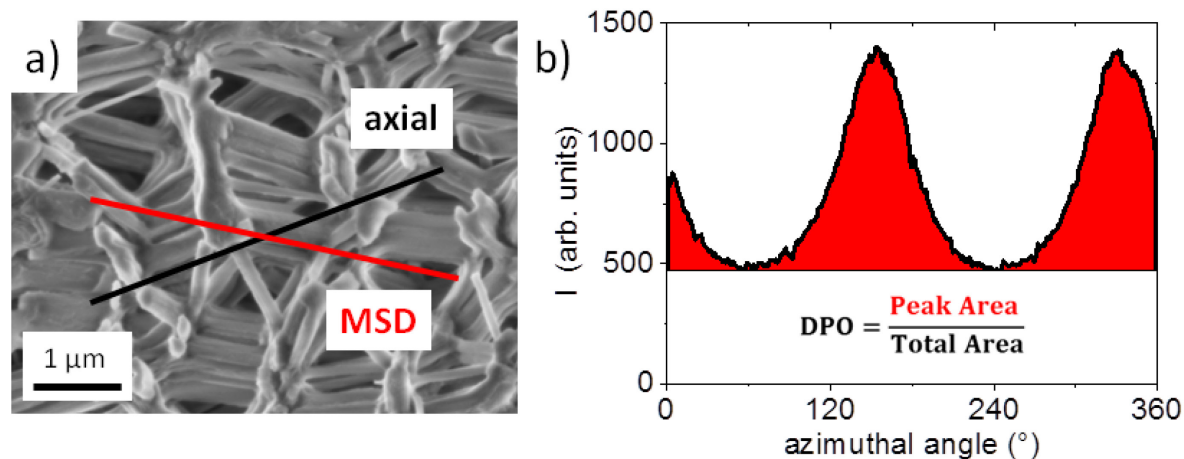 a)
axial
MSD
1 μm
b)
I (arb. units)
1500
1000
500
0
DPO = Peak Area
Total Area
0
120
240
360
azimuthal angle (°)